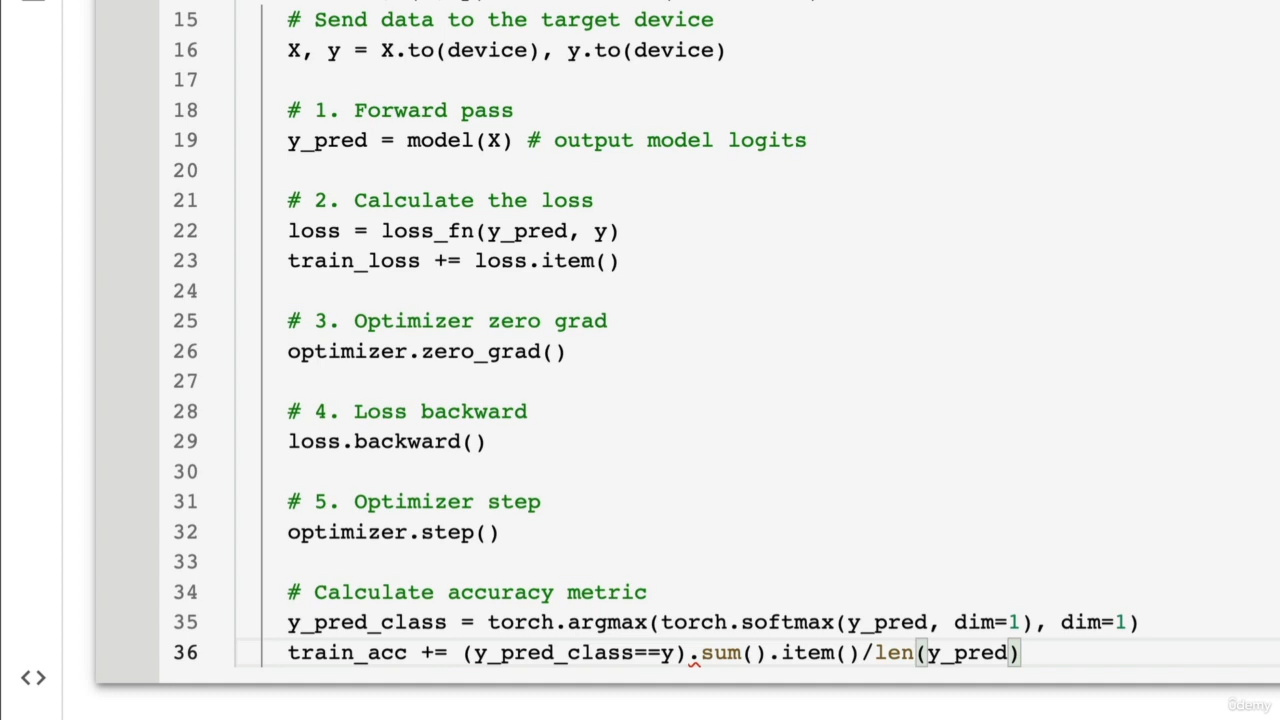 15 # Send data to the target device
16 X, y = X.to(device), y.to(device)
17
18 # 1. Forward pass
19 y_pred = model(X) # output model logits
20
21 # 2. Calculate the loss
22 loss = loss_fn(y_pred, y)
23 train_loss += loss.item()
24
25 # 3. Optimizer zero grad
26 optimizer.zero_grad()
27
28 # 4. Loss backward
29 loss.backward()
30
31 # 5. Optimizer step
32 optimizer.step()
33
34 # Calculate accuracy metric
35 y_pred_class = torch.argmax(torch.softmax(y_pred, dim=1), dim=1)
36 train_acc += (y_pred_class==y).sum().item()/len(y_pred)
ûdemy